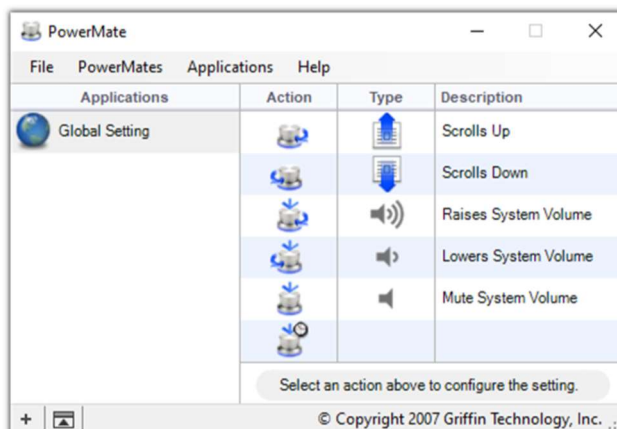 PowerMate
File PowerMates Applications Help
Applications Action Type Description
Global Setting
Scrolls Up
Scrolls Down
Raises System Volume
Lowers System Volume
Mute System Volume
Select an action above to configure the setting.
+ © Copyright 2007 Griffin Technology, Inc.